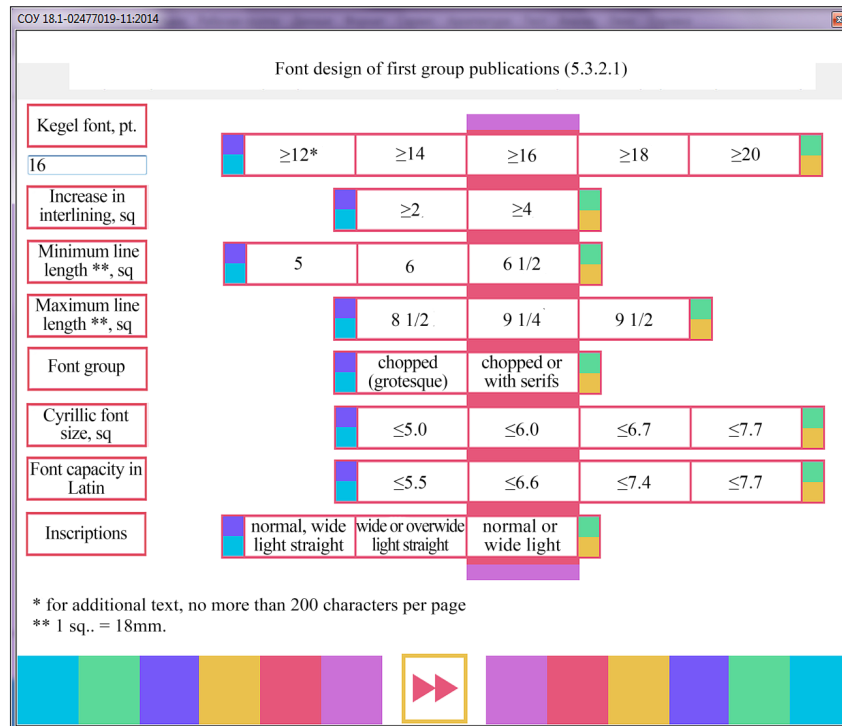 СОУ 18.1-02477019-11:2014
Font design of first group publications (5.3.2.1)
Kegel font, pt.
16
≥12* ≥14 ≥16 ≥18 ≥20
Increase in
interlining, sq
≥2 ≥4
Minimum line
length **, sq
5 6 6 1/2
Maximum line
length **, sq
8 1/2 9 1/4 9 1/2
Font group
chopped
(grotesque)
chopped or
with serifs
Cyrillic font
size, sq
≤5.0 ≤6.0 ≤6.7 ≤7.7
Font capacity in
Latin
≤5.5 ≤6.6 ≤7.4 ≤7.7
Inscriptions
normal, wide
light straight
wide or overwide
light straight
normal or
wide light
* for additional text, no more than 200 characters per page
** 1 sq.. = 18mm.